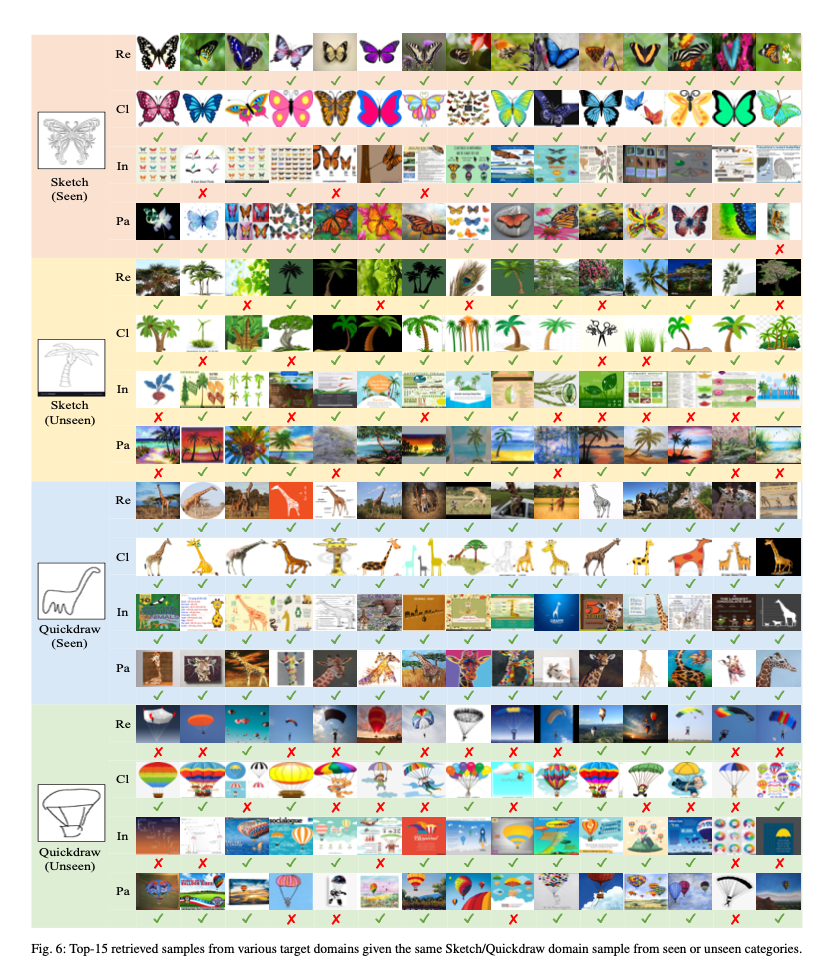 Re
Cl
In
Pa
Sketch
(Seen)
Re
Cl
In
Pa
Sketch
(Unseen)
Re
Cl
In
Pa
Quickdraw
(Seen)
Re
Cl
In
socialogue
Pa
Quickdraw
(Unseen)
Fig. 6: Top-15 retrieved samples from various target domains given the same Sketch/Quickdraw domain sample from seen or unseen categories.